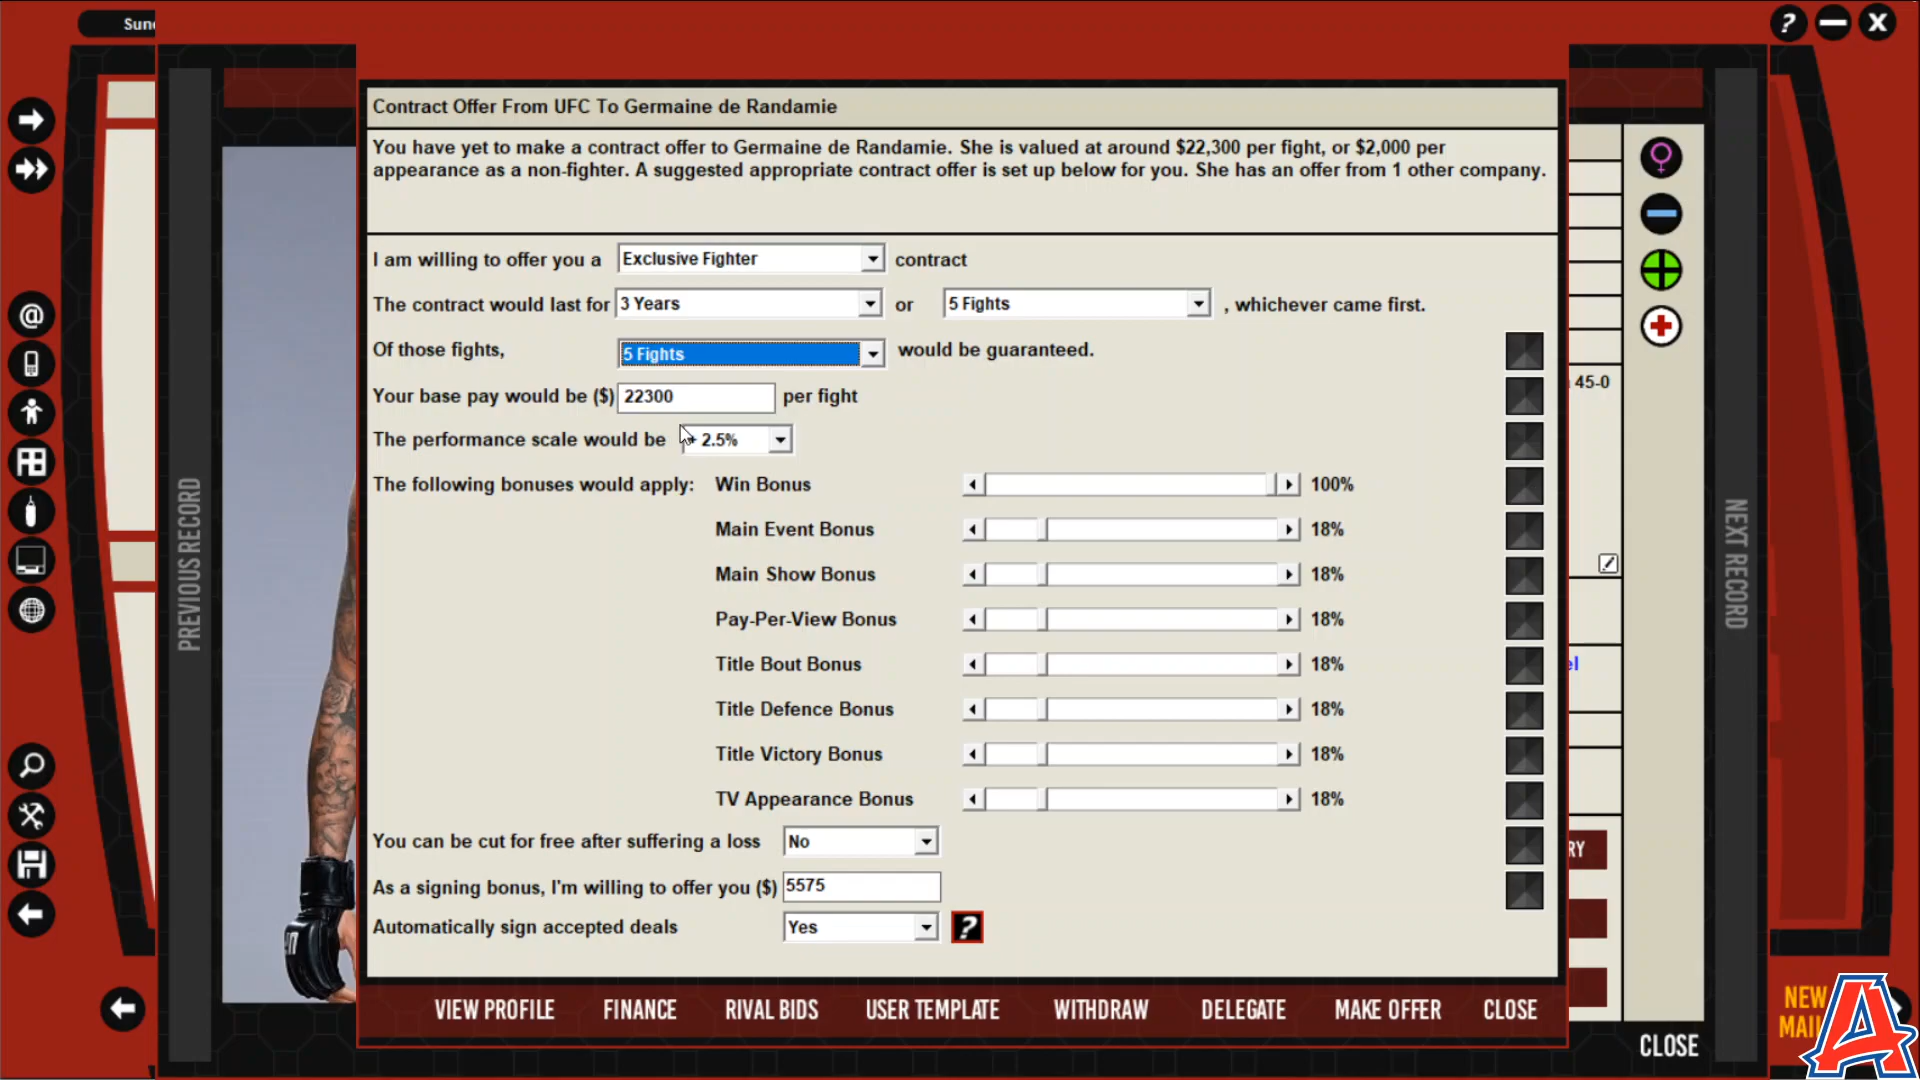 Sun
Contract Offer From UFC To Germaine de Randamie
You have yet to make a contract offer to Germaine de Randamie. She is valued at around $22,300 per fight, or $2,000 per
appearance as a non-fighter. A suggested appropriate contract offer is set up below for you. She has an offer from 1 other company.
I am willing to offer you a Exclusive Fighter contract
The contract would last for 3 Years or 5 Fights , whichever came first.
Of those fights, 5 Fights would be guaranteed.
45-0
Your base pay would be ($) 22300 per fight
The performance scale would be + 2.5%
The following bonuses would apply: Win Bonus 100%
Main Event Bonus 18%
Main Show Bonus 18%
Pay-Per-View Bonus 18%
Title Bout Bonus 18%
Title Defence Bonus 18%
Title Victory Bonus 18%
TV Appearance Bonus 18%
You can be cut for free after suffering a loss No
As a signing bonus, I'm willing to offer you ($) 5575
Automatically sign accepted deals Yes ?
VIEW PROFILE FINANCE RIVAL BIDS USER TEMPLATE WITHDRAW DELEGATE MAKE OFFER CLOSE
PREVIOUS RECORD
NEXT RECORD
CLOSE
NEW
MAIL
A